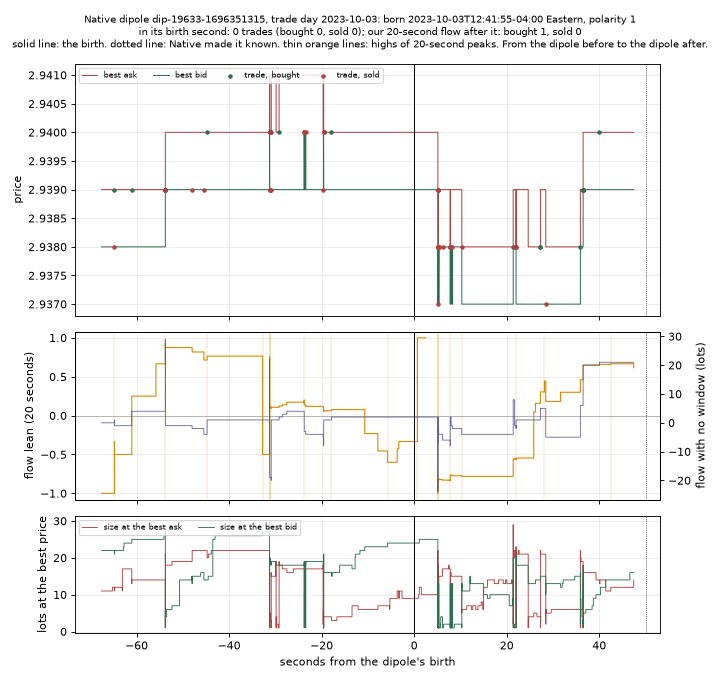 Native dipole dip-19633-1696351315, trade day 2023-10-03: born 2023-10-03T12:41:55-04:00 Eastern, polarity 1
in its birth second: 0 trades (bought 0, sold 0); our 20-second flow after it: bought 1, sold 0
solid line: the birth. dotted line: Native made it known. thin orange lines: highs of 20-second peaks. From the dipole before to the dipole after.
best ask best bid trade, bought trade, sold
2.9410
2.9405
2.9400
2.9395
2.9390
2.9385
2.9380
2.9375
2.9370
price
1.0
0.5
0.0
−0.5
−1.0
flow lean (20 seconds)
30
20
10
0
−10
−20
flow with no window (lots)
size at the best ask size at the best bid
30
20
10
0
lots at the best price
−60 −40 −20 0 20 40
seconds from the dipole's birth